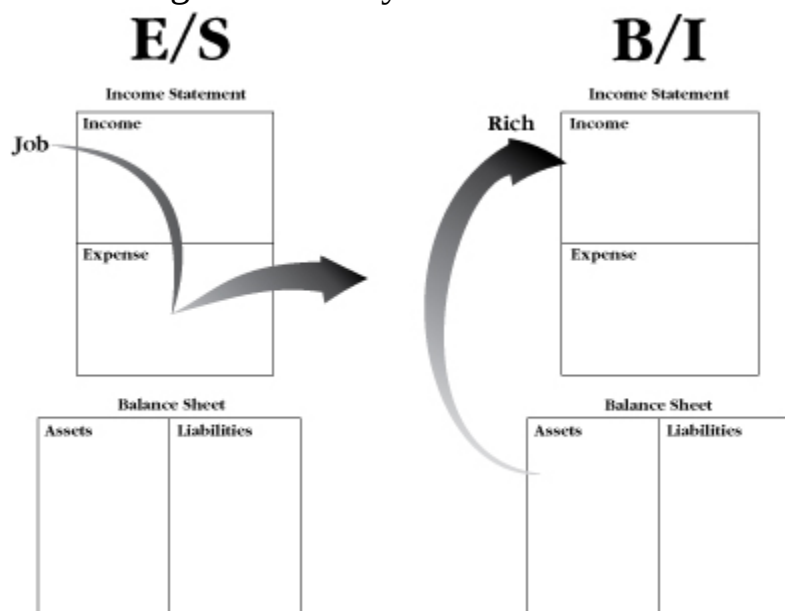 E/S
Income Statement
Income
Job
Expense
Balance Sheet
Assets
Liabilities
B/I
Income Statement
Rich
Income
Expense
Balance Sheet
Assets
Liabilities